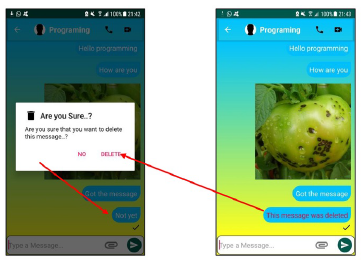 100% 21:42
Programing
Hello programming
How are you
Are you Sure..?
Are you sure that you want to delete
this message..?
NO DELETE
Got the message
Not yet
Type a Message...
100% 21:43
Programing
Hello programming
How are you
Got the message
This message was deleted
Type a Message...